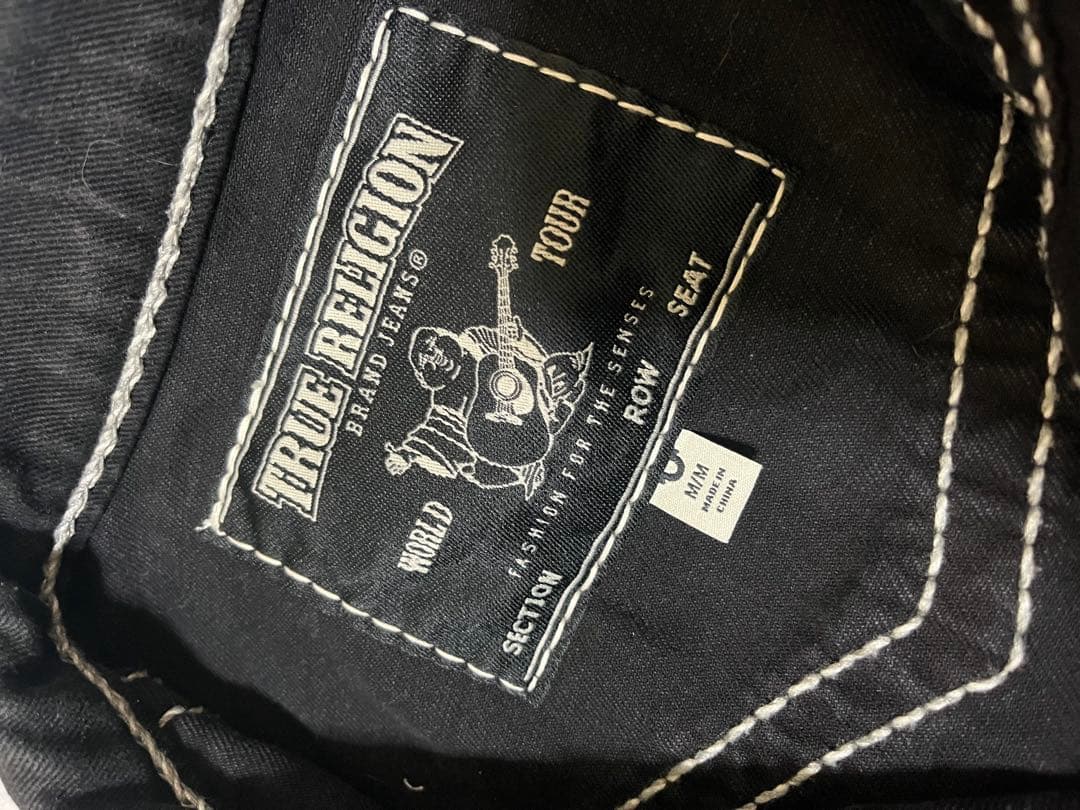 TRUE RELIGION
BRAND JEANS®
WORLD TOUR
FASHION FOR THE SENSES
SECTION ROW SEAT
M/M
MADE IN
CHINA